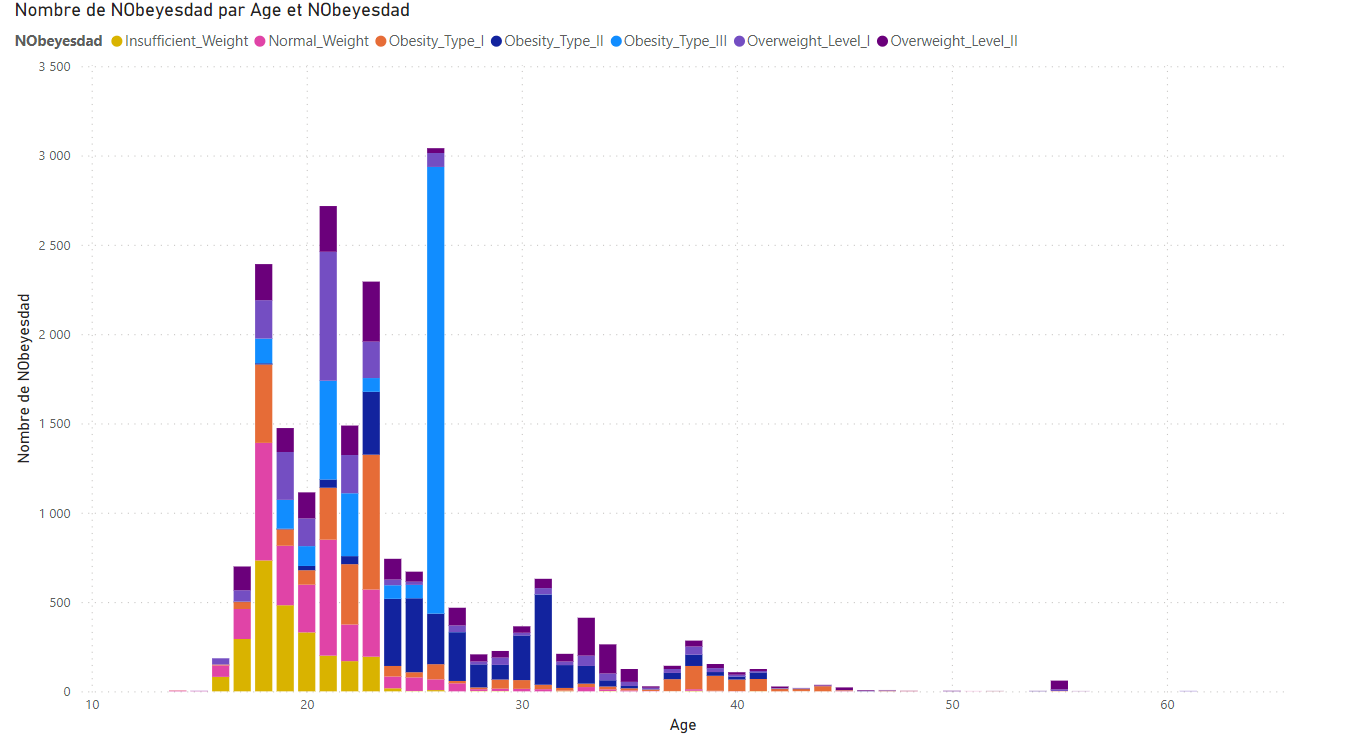 Nombre de NObeyesdad par Age et NObeyesdad
NObeyesdad Insufficient_Weight Normal_Weight Obesity_Type_I Obesity_Type_II Obesity_Type_III Overweight_Level_I Overweight_Level_II
3 500
3 000
2 500
2 000
1 500
1 000
500
0
Nombre de NObeyesdad
10 20 30 40 50 60
Age